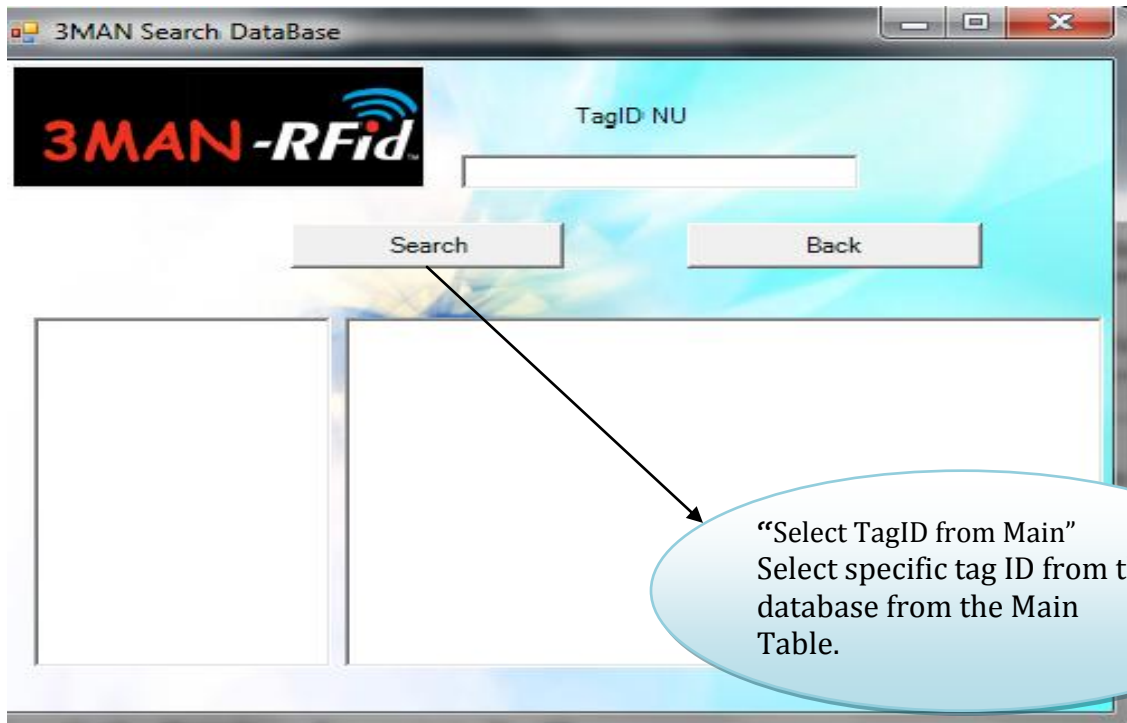 3MAN Search DataBase
3MAN-RFid
TagID NU
Search
Back
“Select TagID from Main”
Select specific tag ID from t
database from the Main
Table.